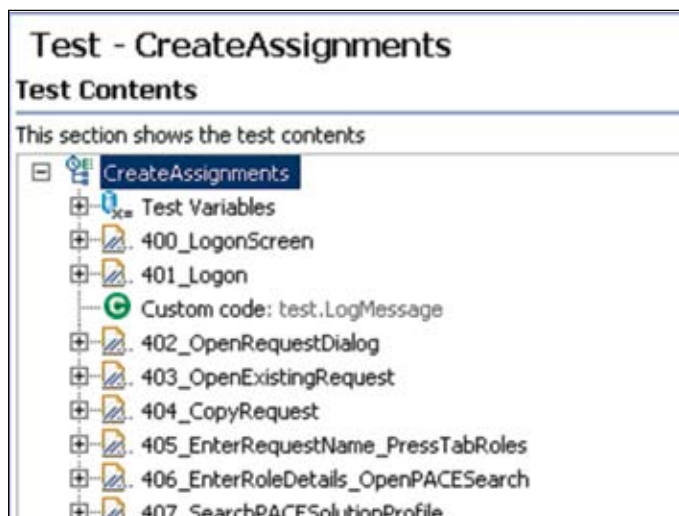 Test - CreateAssignments
Test Contents
This section shows the test contents
CreateAssignments
Test Variables
400_LogonScreen
401_Logon
Custom code: test.LogMessage
402_OpenRequestDialog
403_OpenExistingRequest
404_CopyRequest
405_EnterRequestName_PressTabRoles
406_EnterRoleDetails_OpenPACESearch
407_SearchPACESolutionProfile